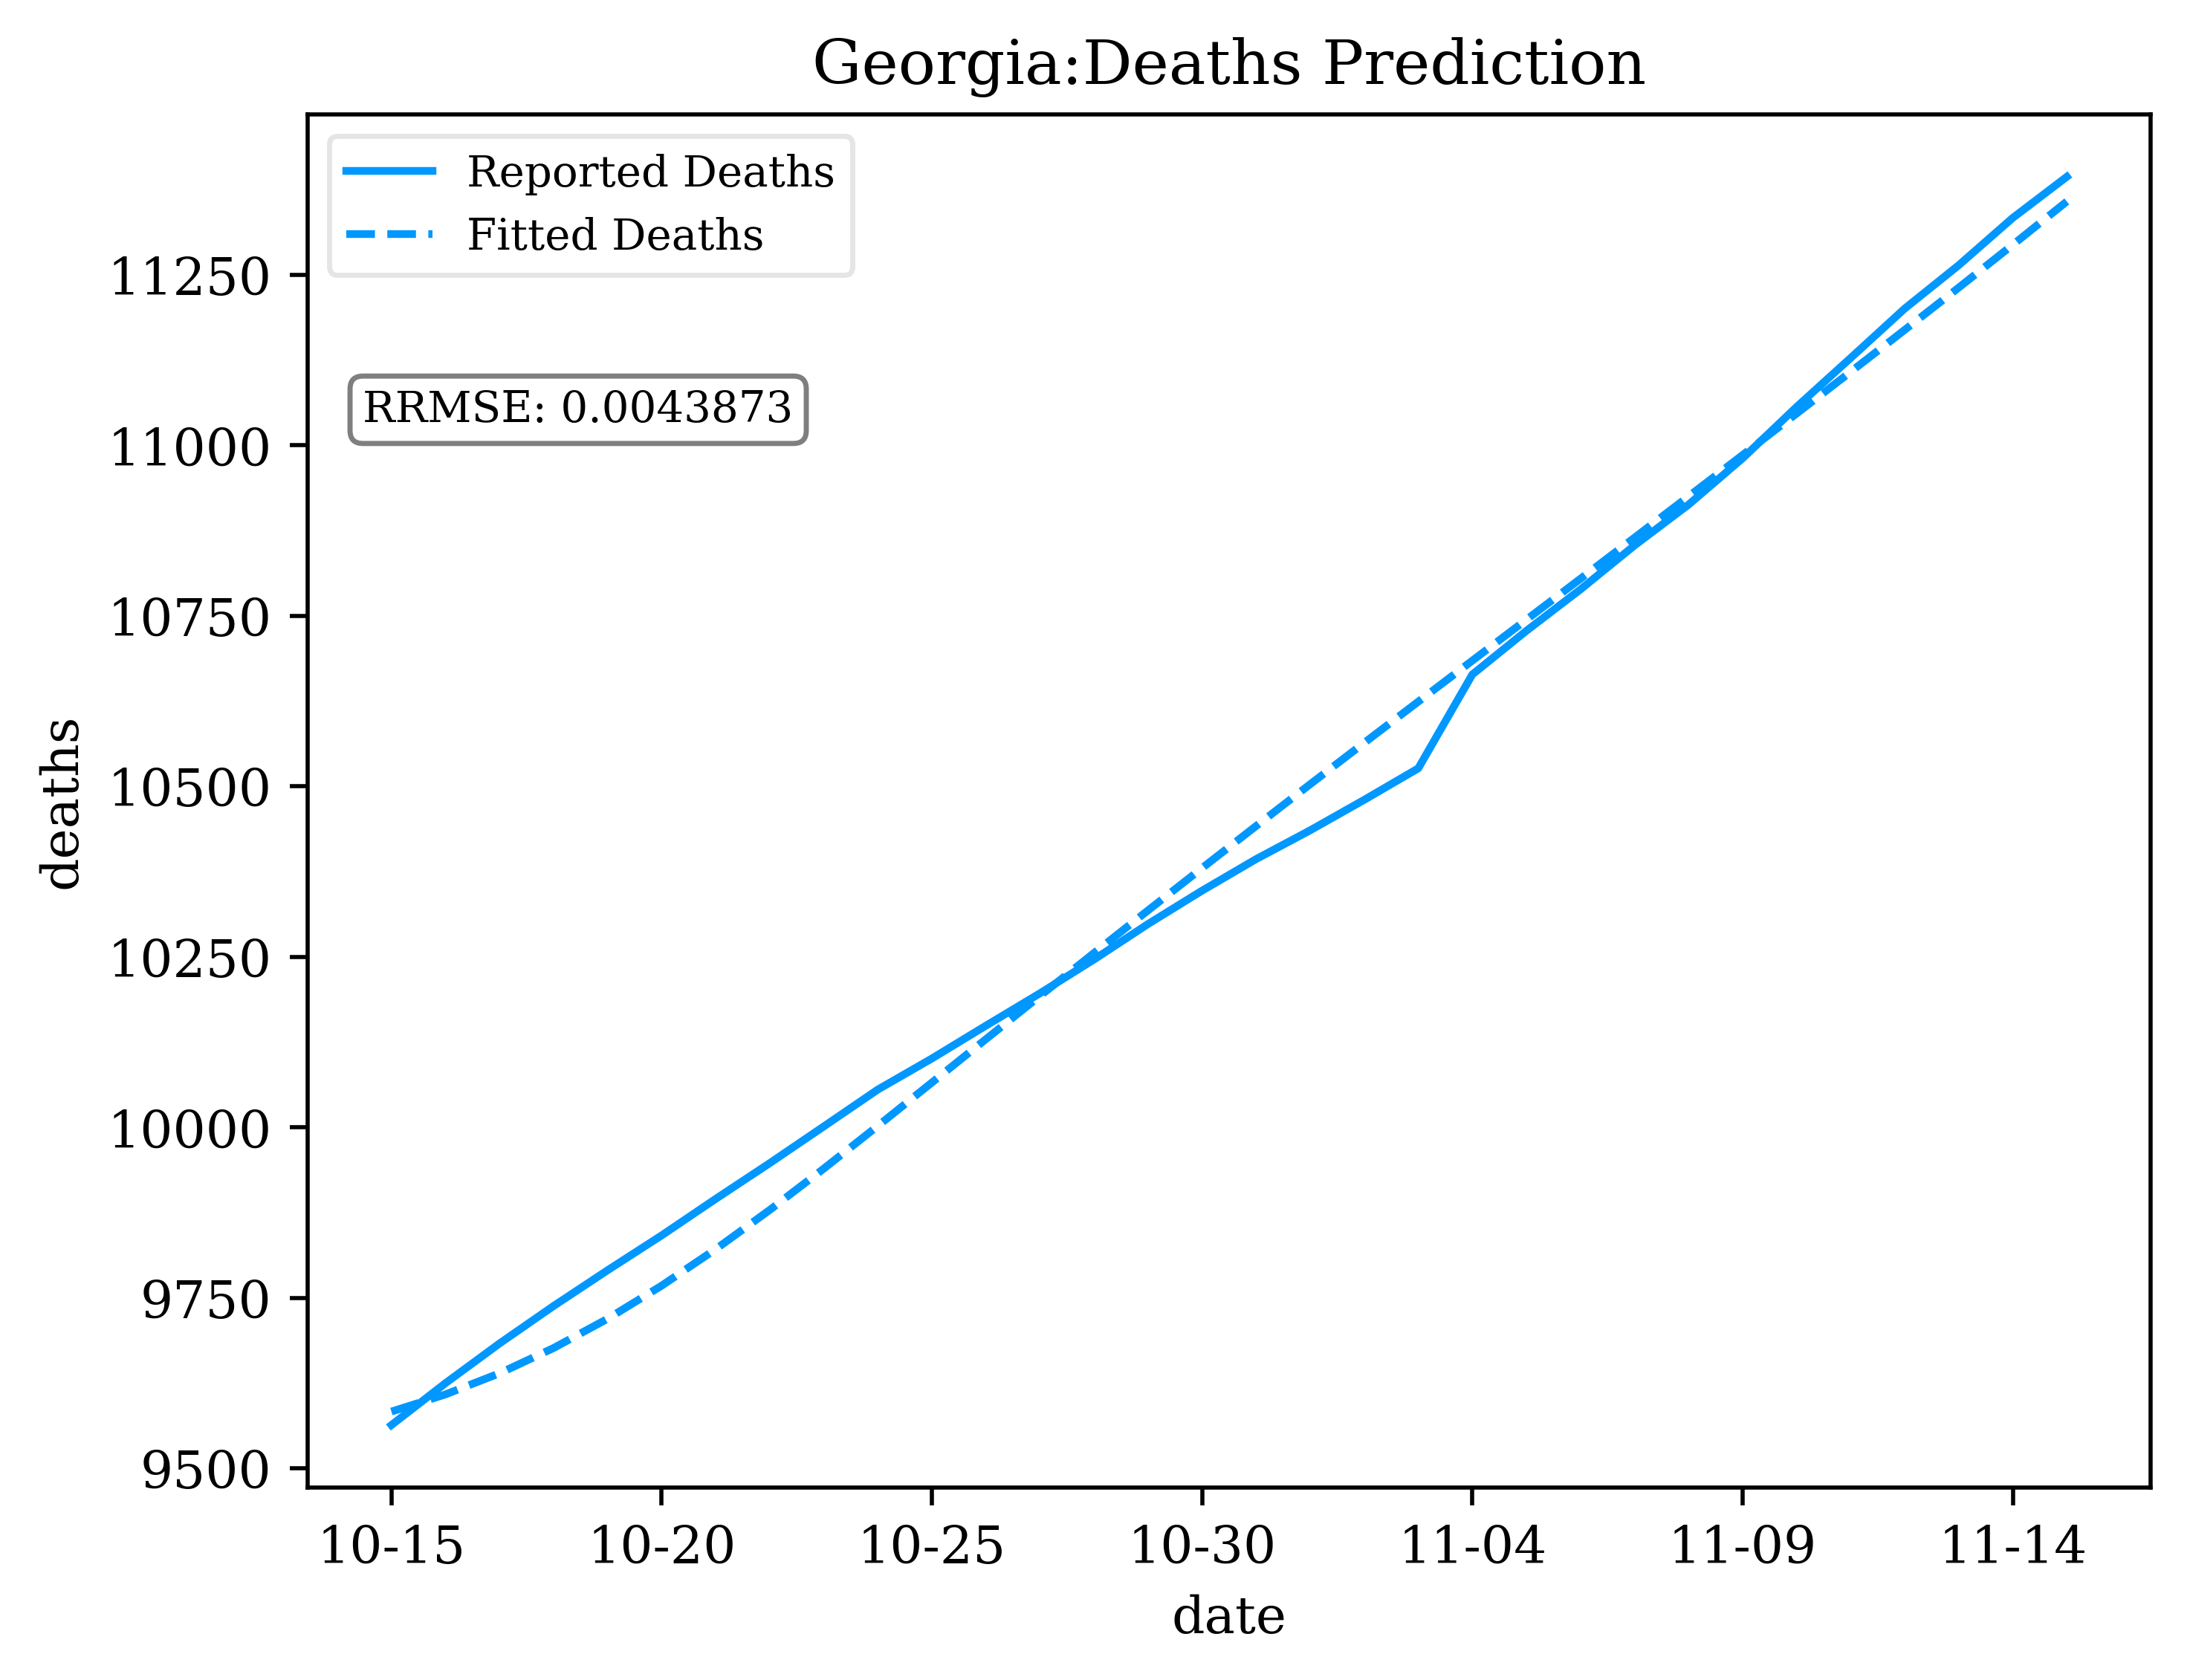 Georgia:Deaths Prediction
Reported Deaths
Fitted Deaths
RRMSE: 0.0043873
11250
11000
10750
10500
10250
10000
9750
9500
deaths
10-15 10-20 10-25 10-30 11-04 11-09 11-14
date